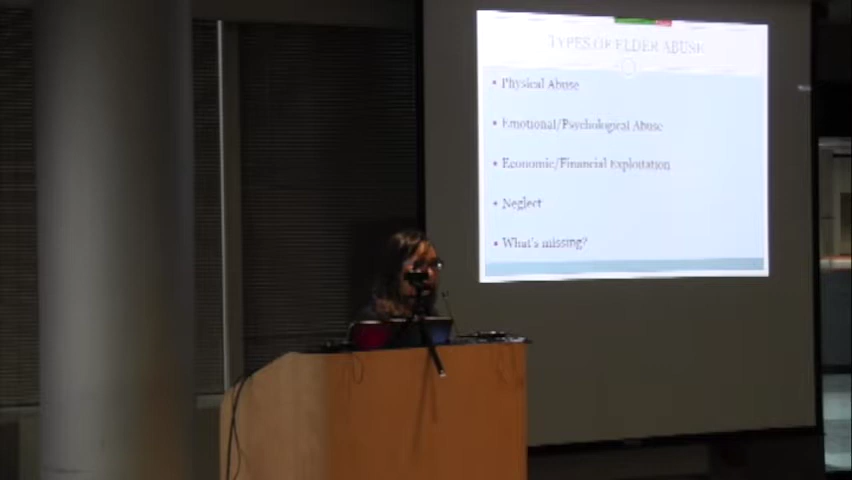 TYPES OF ELDER ABUSE
• Physical Abuse
• Emotional/Psychological Abuse
• Economic/Financial Exploitation
• Neglect
• What's missing?